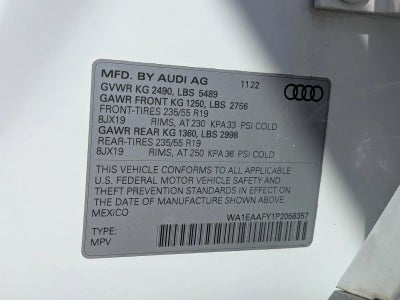 MFD. BY AUDI AG 11 22
GVWR KG 2490, LBS 5489
GAWR FRONT KG 1250, LBS 2756
FRONT-TIRES 235/55 R19
8JX19 RIMS, AT 230 KPA 33 PSI COLD
GAWR REAR KG 1360, LBS 2998
REAR-TIRES 235/55 R19
8JX19 RIMS, AT 250 KPA 36 PSI COLD
THIS VEHICLE CONFORMS TO ALL APPLICABLE
U.S. FEDERAL MOTOR VEHICLE SAFETY AND
THEFT PREVENTION STANDARDS IN EFFECT ON
THE DATE OF MANUFACTURE SHOWN ABOVE.
MEXICO
WA1EAAFY1P2058357
TYPE:
MPV